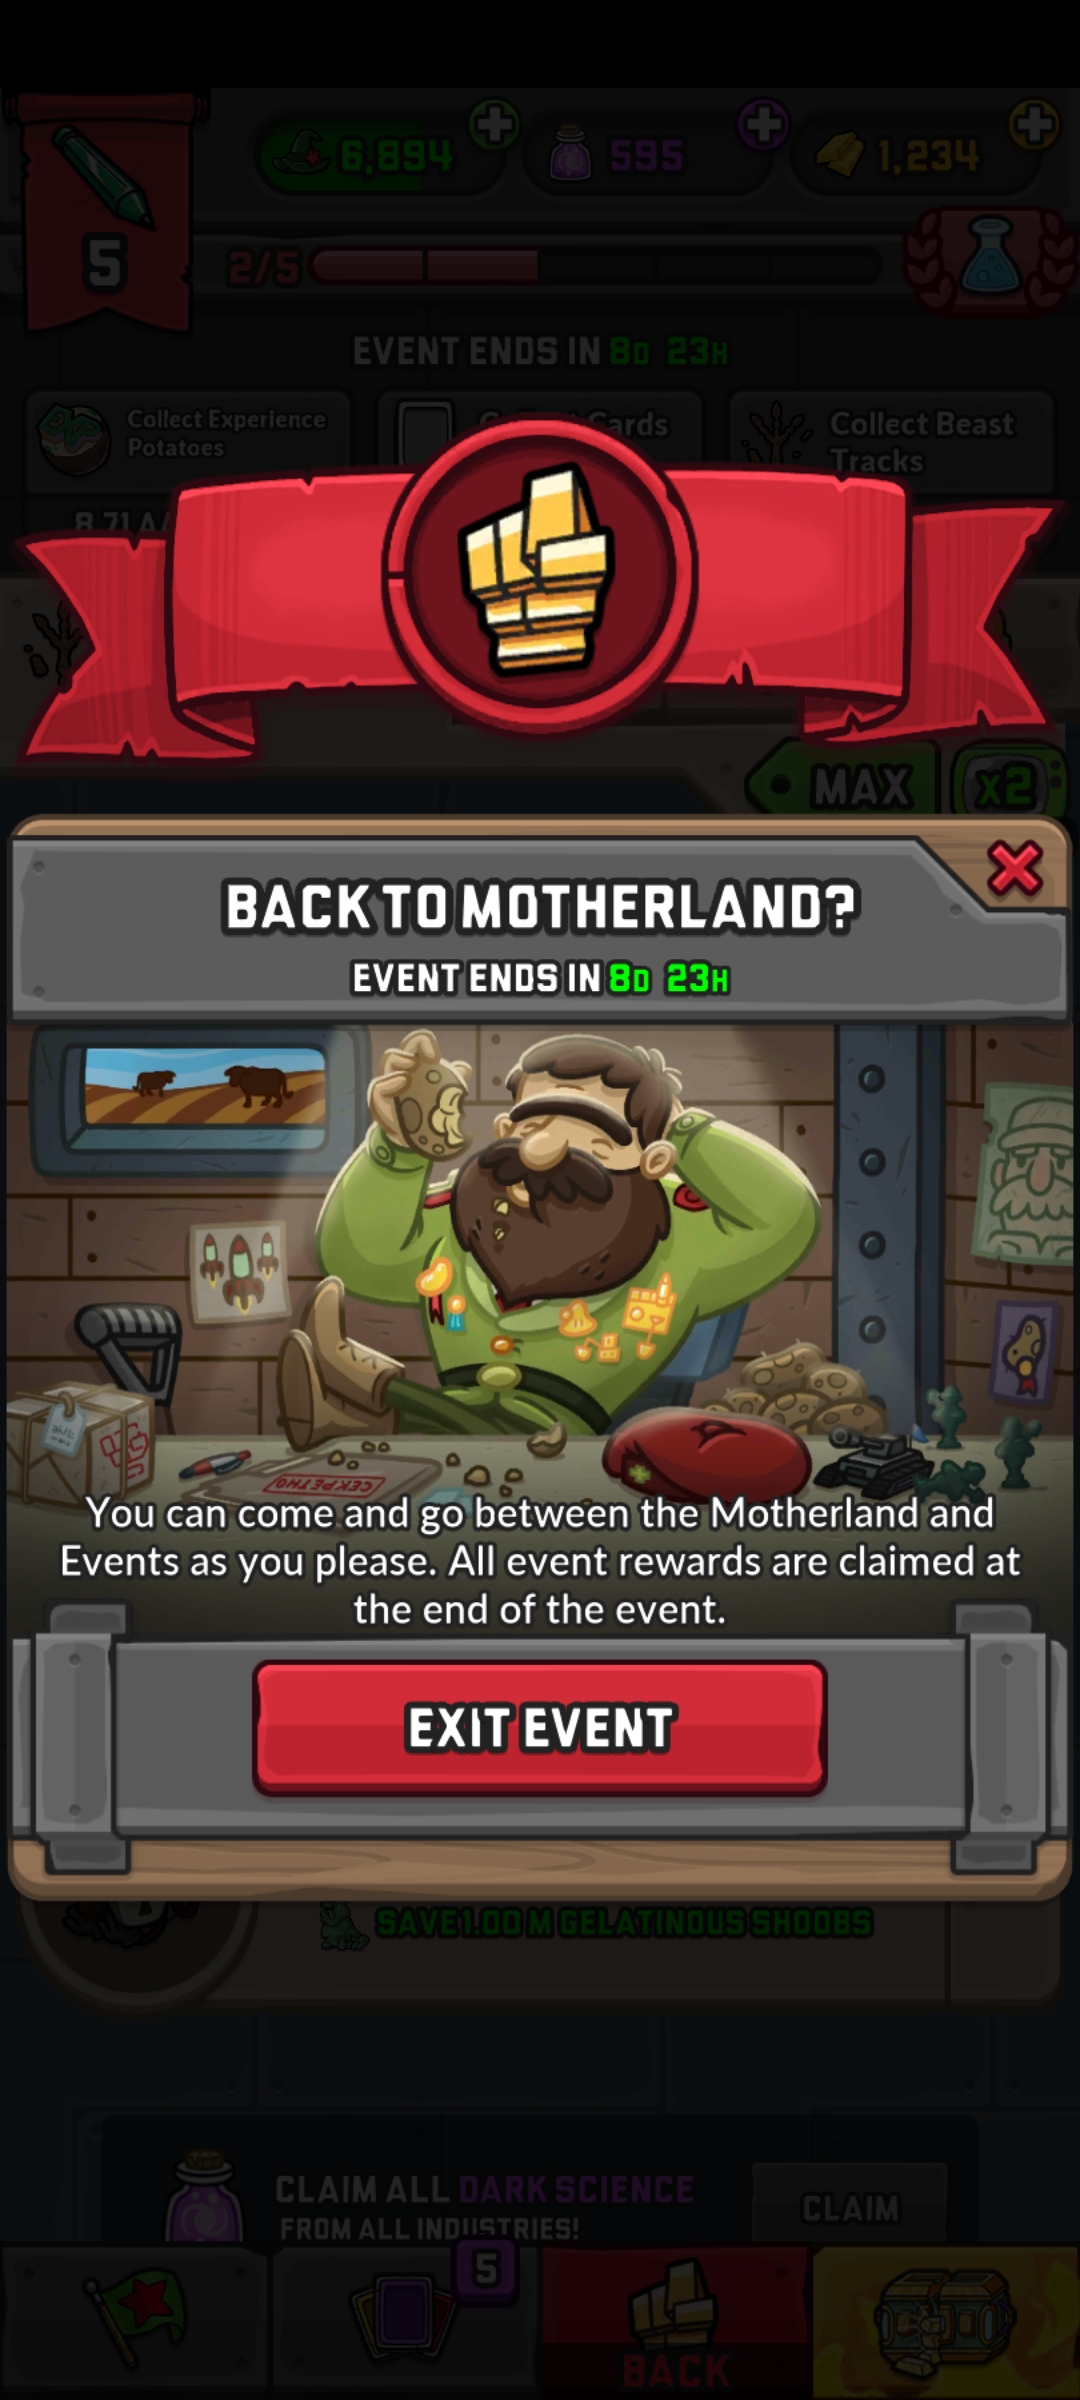 6,894
595
1,234
5
2/5
EVENT ENDS IN 8D 23H
Collect Experience
Potatoes
Cards
Collect Beast
Tracks
MAX
x2
BACK TO MOTHERLAND?
EVENT ENDS IN 8D 23H
СЕКРЕТНО
You can come and go between the Motherland and
Events as you please. All event rewards are claimed at
the end of the event.
EXIT EVENT
SAVE 1.00 M GELATINOUS SHOOBS
CLAIM ALL DARK SCIENCE
FROM ALL INDUSTRIES!
CLAIM
5
BACK